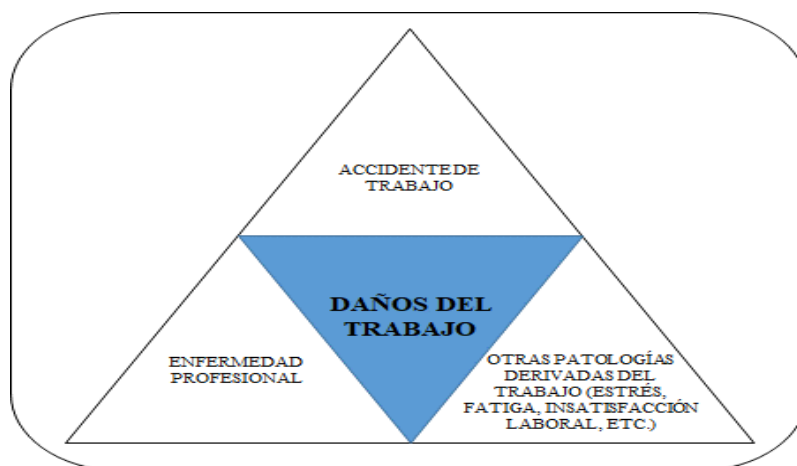 ACCIDENTE DE
TRABAJO
DAÑOS DEL
TRABAJO
ENFERMEDAD
PROFESIONAL
OTRAS PATOLOGÍAS
DERIVADAS DEL
TRABAJO (ESTRÉS,
FATIGA, INSATISFACCIÓN
LABORAL, ETC.)